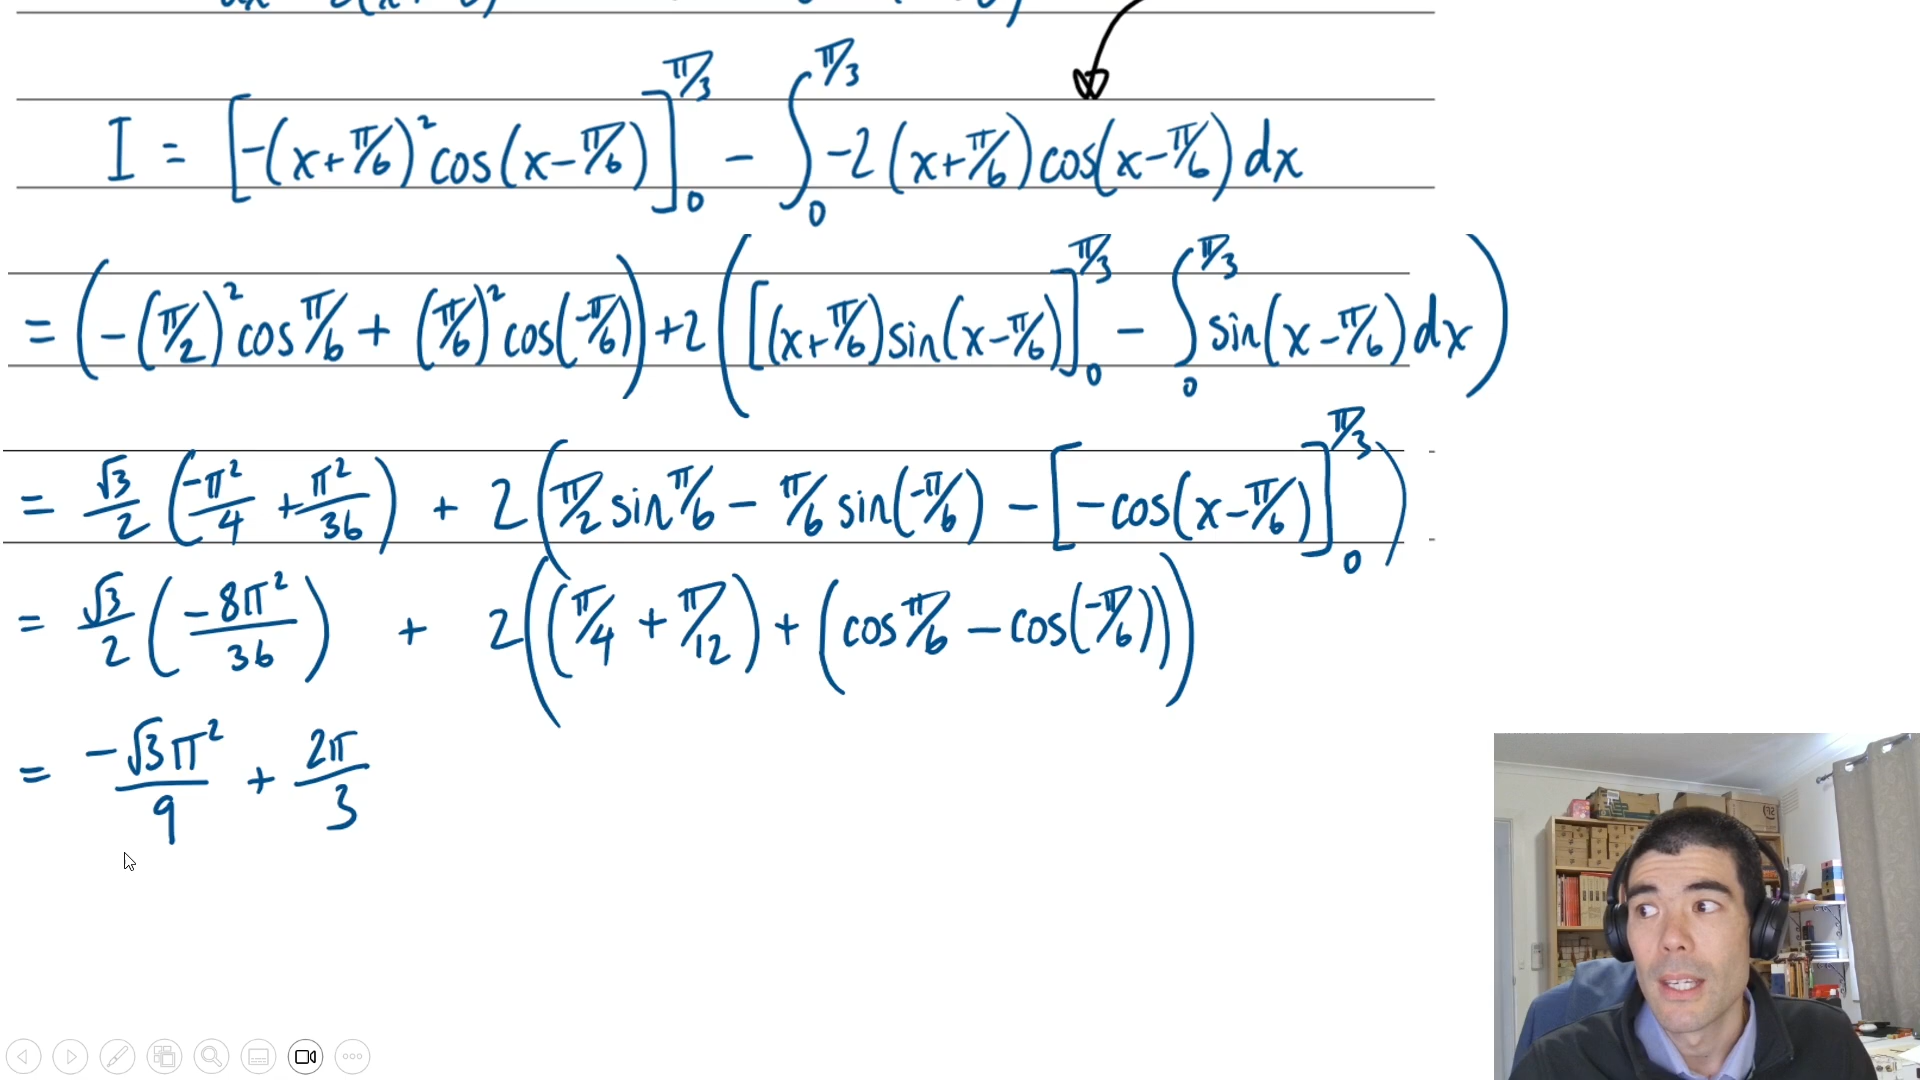 I = [-(x+π/6)² cos(x-π/6)]₀^{π/3} - ∫₀^{π/3} -2(x+π/6)cos(x-π/6) dx
= (-(π/2)² cos π/6 + (π/6)² cos(-π/6)) + 2([(x+π/6)sin(x-π/6)]₀^{π/3} - ∫₀^{π/3} sin(x-π/6) dx)
= √3/2 (-π²/4 + π²/36) + 2(π/2 sin π/6 - π/6 sin(-π/6) - [-cos(x-π/6)]₀^{π/3})
= √3/2 (-8π²/36) + 2((π/4 + π/12) + (cos π/6 - cos(-π/6)))
= -√3π²/9 + 2π/3